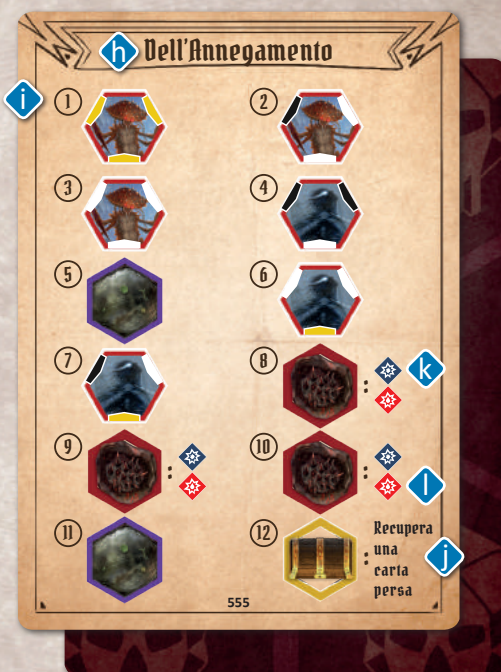 h Dell'Annegamento
i
1 2
3 4
5 6
7 8 : k
9 : 10 : l
11 12 : Recupera
una
carta j
persa
555